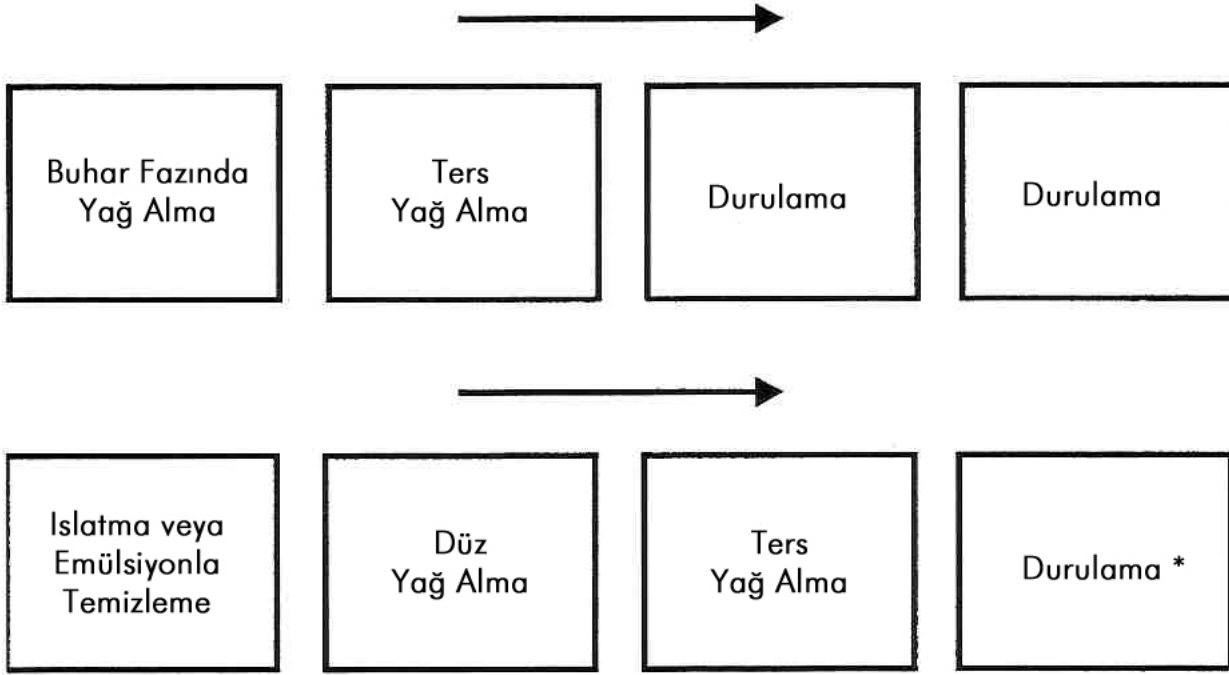 Buhar Fazında
Yağ Alma
Ters
Yağ Alma
Durulama
Durulama
Islatma veya
Emülsiyonla
Temizleme
Düz
Yağ Alma
Ters
Yağ Alma
Durulama *